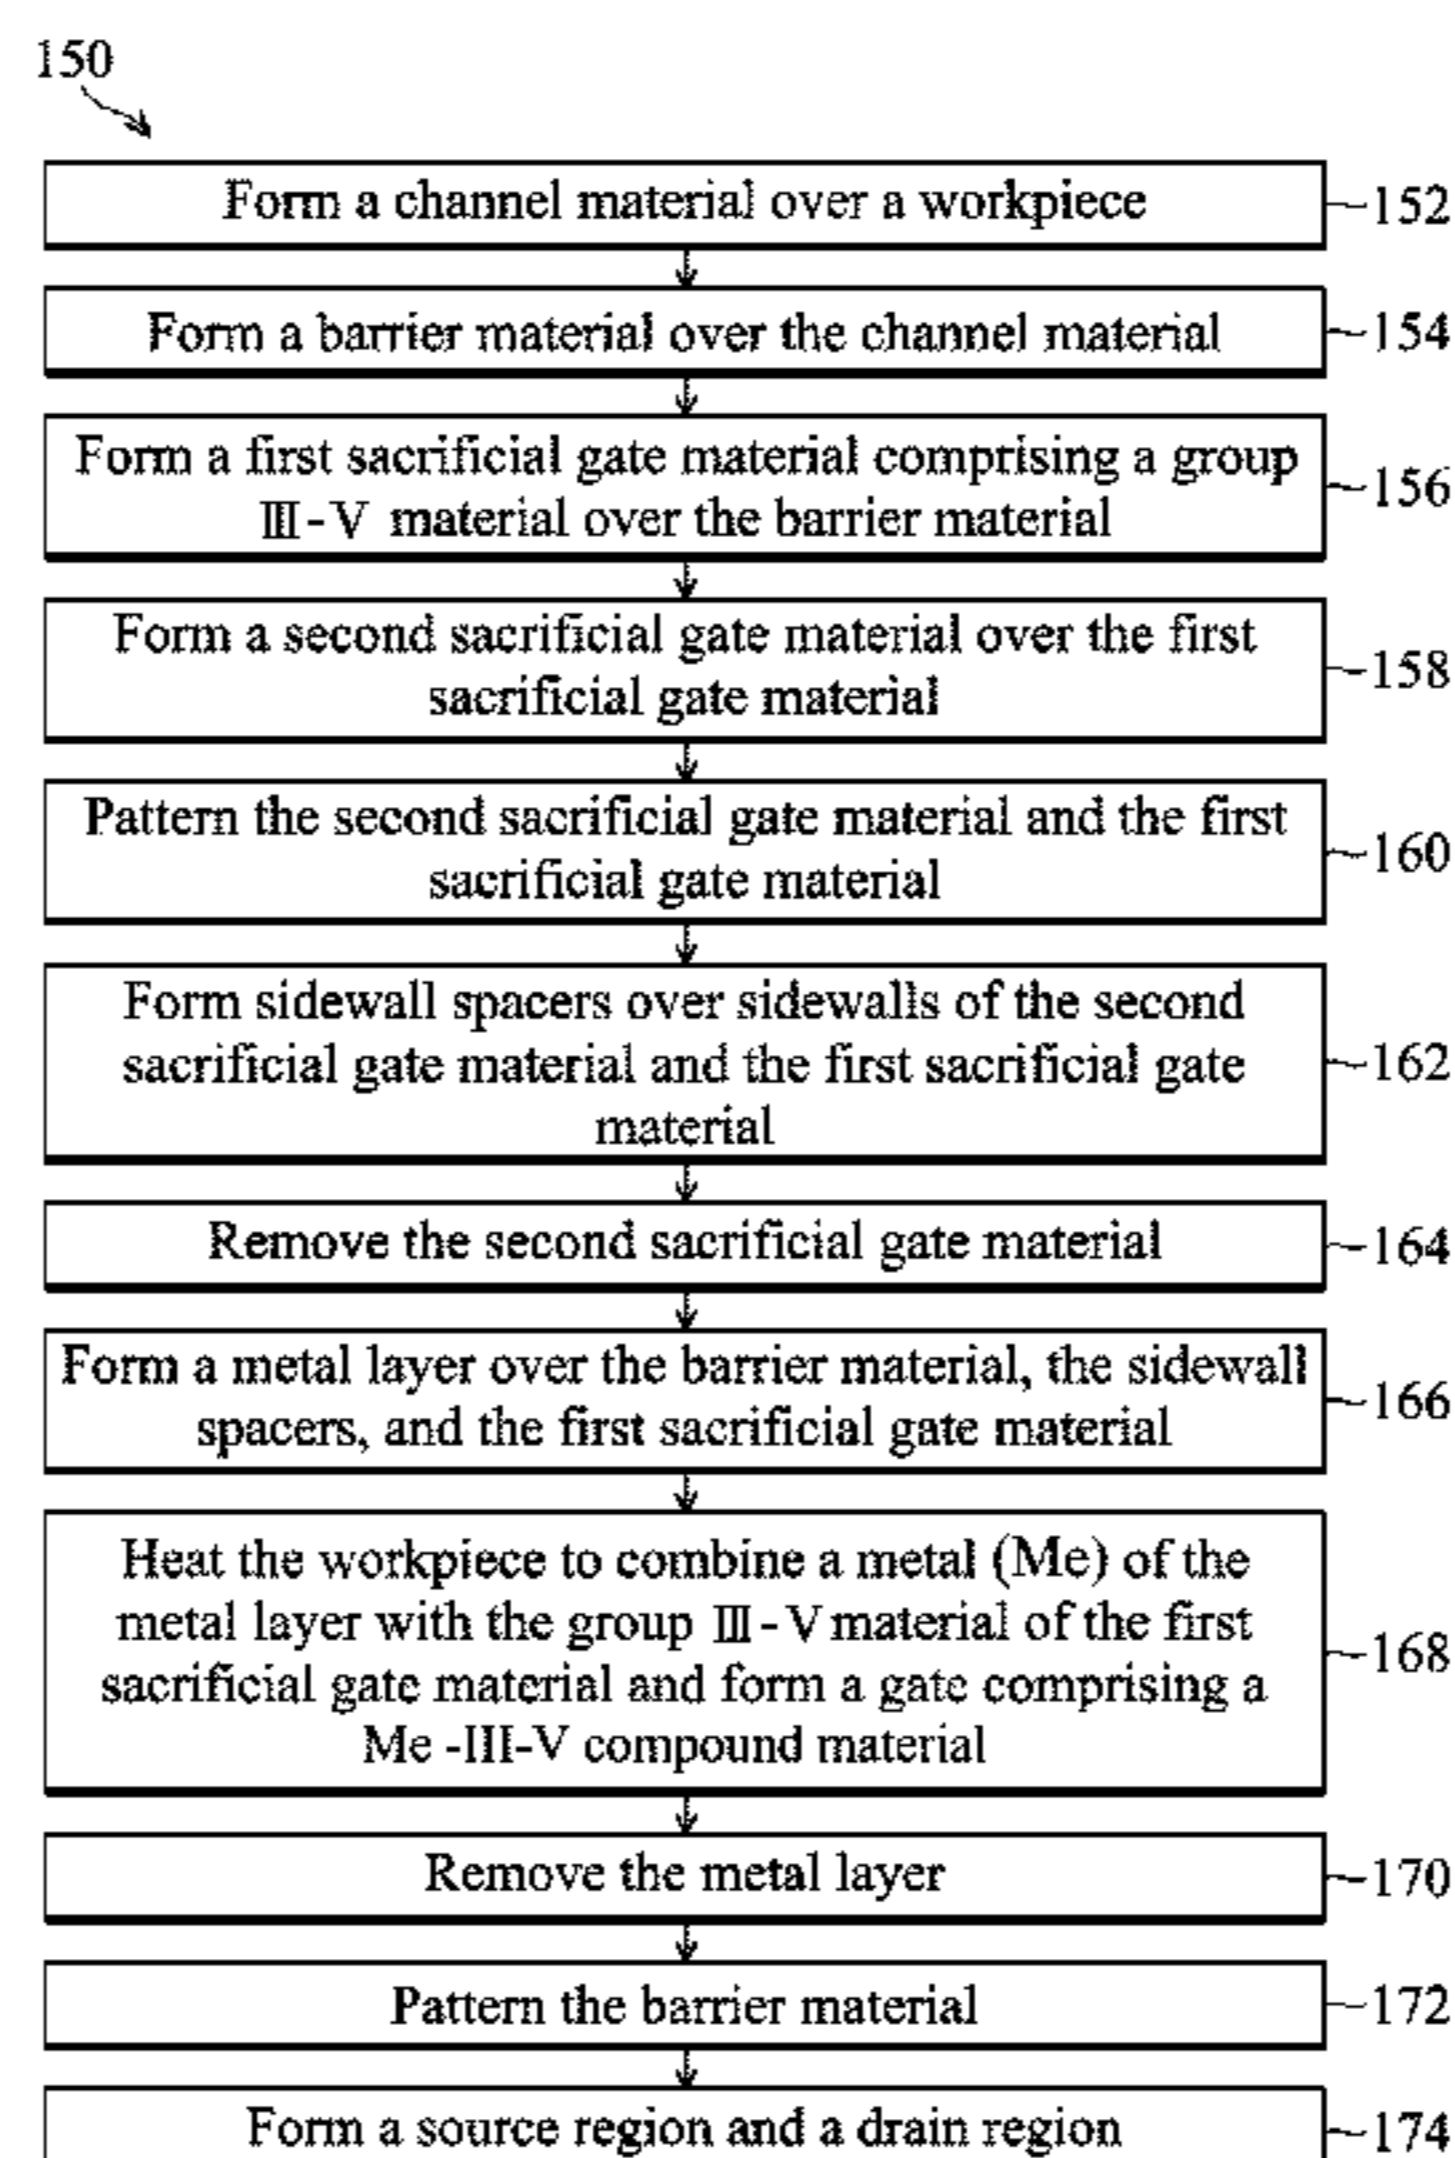 150
Form a channel material over a workpiece
152
Form a barrier material over the channel material
154
Form a first sacrificial gate material comprising a group
III-V material over the barrier material
156
Form a second sacrificial gate material over the first
sacrificial gate material
158
Pattern the second sacrificial gate material and the first
sacrificial gate material
160
Form sidewall spacers over sidewalls of the second
sacrificial gate material and the first sacrificial gate
material
162
Remove the second sacrificial gate material
164
Form a metal layer over the barrier material, the sidewall
spacers, and the first sacrificial gate material
166
Heat the workpiece to combine a metal (Me) of the
metal layer with the group III-V material of the first
sacrificial gate material and form a gate comprising a
Me -III-V compound material
168
Remove the metal layer
170
Pattern the barrier material
172
Form a source region and a drain region
174